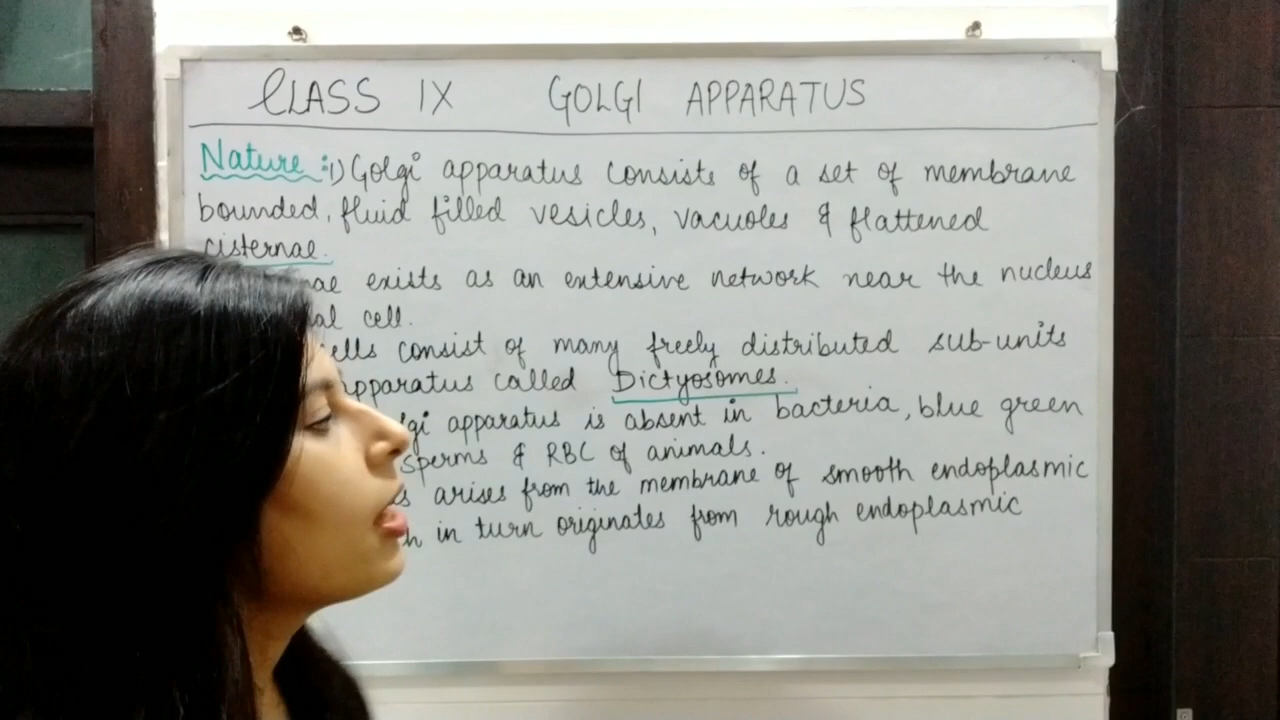 CLASS IX GOLGI APPARATUS
Nature :- 1) Golgi apparatus consists of a set of membrane
bounded, fluid filled vesicles, vacuoles & flattened
cisternae.
exists as an extensive network near the nucleus
cell.
consist of many freely distributed sub-units
apparatus called Dictyosomes.
apparatus is absent in bacteria, blue green
sperms & RBC of animals.
arises from the membrane of smooth endoplasmic
in turn originates from rough endoplasmic